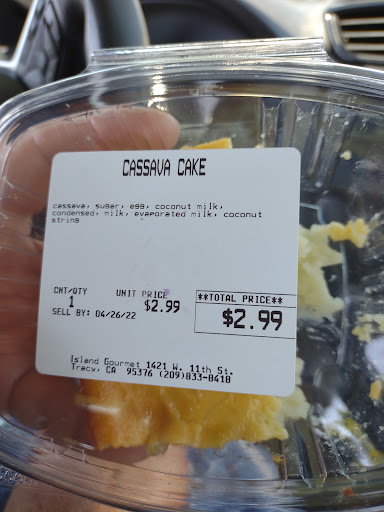 CASSAVA CAKE
cassava, sugar, egg, coconut milk,
condensed, milk, evaporated milk, coconut
string
CNT/QTY UNIT PRICE **TOTAL PRICE**
1 $2.99 $2.99
SELL BY: 04/26/22
Island Gourmet 1421 W. 11th St.
Tracy, CA 95376 (209)833-8418